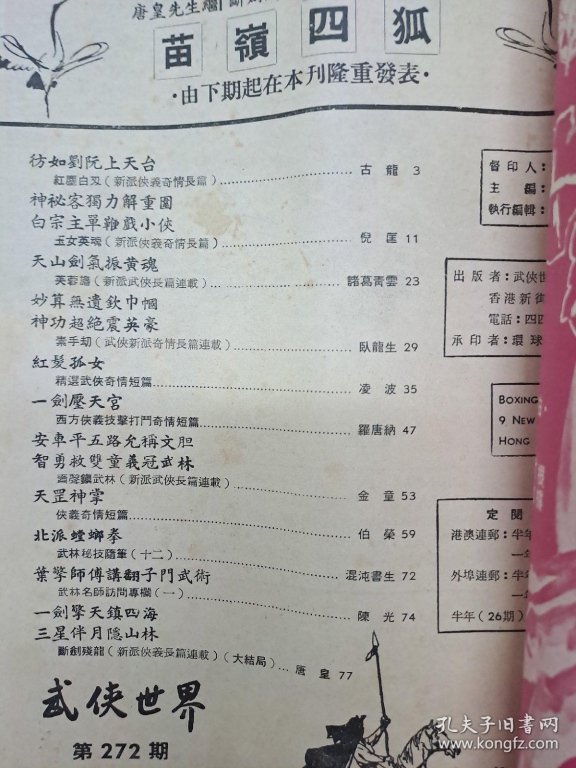 唐皇先生繼斷劍
苗嶺四狐
·由下期起在本刊隆重發表·
彷如劉阮上天台
紅塵白刃（新派俠義奇情長篇） 古龍 3
神祕客獨力解重圍
白宗主單鞭戲小俠
玉女英魂（新派俠義奇情長篇） 倪匡 11
天山劍氣振黄魂
芙蓉譜（新派武俠長篇連載） 諸葛青雲 23
妙算無遺欽巾幗
神功超絕震英豪
素手劫（武俠新派奇情長篇連載） 臥龍生 29
紅髮孤女
精選武俠奇情短篇 凌波 35
一劍壓天宮
西方俠義技擊打鬥奇情短篇 羅唐納 47
安車平五路允稱文胆
智勇救雙童義冠武林
鎮武林（新派武俠長篇連載）
天罡神掌 金童 53
俠義奇情短篇
北派螳螂拳 伯榮 59
武林秘技隨筆（十二）
葉擎師傅講翻子門武術 混沌書生 72
武林名師訪問專欄（一）
一劍擎天鎮四海 陳光 74
三星伴月隱山林
斷劍殘龍（新派俠義長篇連載）（大結局） 唐皇 77
武俠世界
第272期
督印人：
主編：
執行編輯：
出版者：武俠世
香港新街
電話：四四
承印者：環球
BOXING
9 NEW
HONG
定閱
港澳連郵：半年
一年
外埠連郵：半年
一年
半年（26期）
孔夫子旧書网
www.kongfz.com